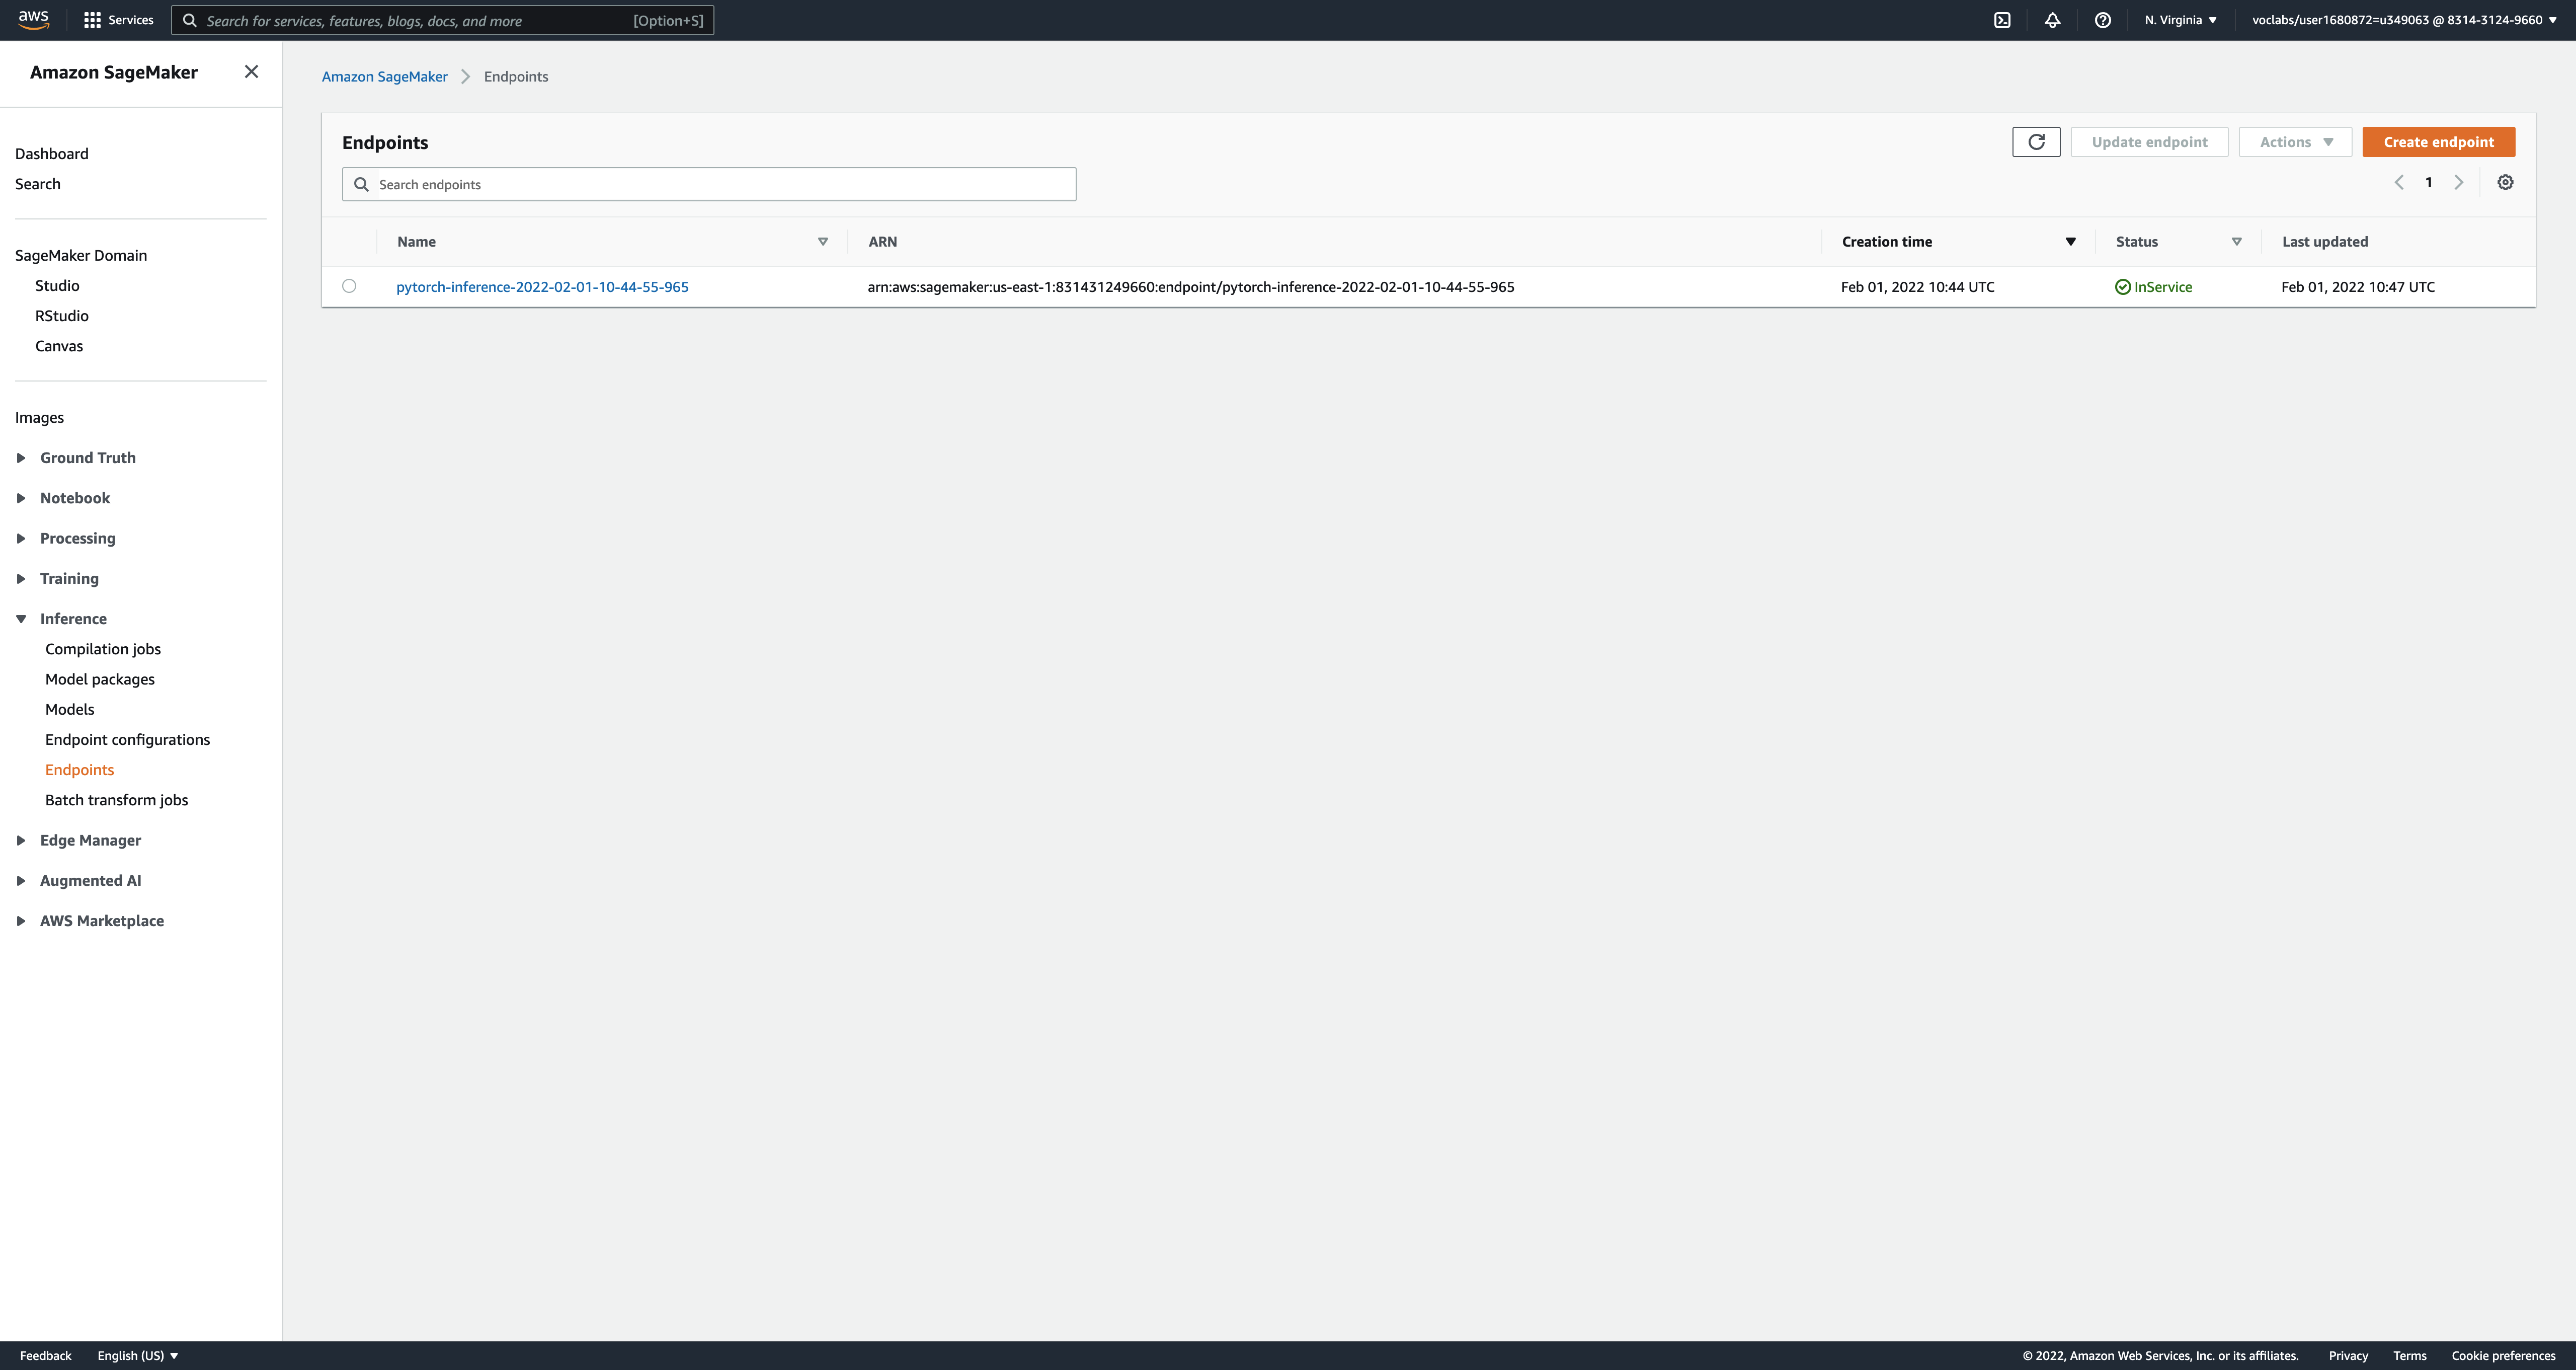 aws Services Search for services, features, blogs, docs, and more [Option+S] N. Virginia voclabs/user1680872=u349063 @ 8314-3124-9660
Amazon SageMaker
Dashboard
Search
SageMaker Domain
Studio
RStudio
Canvas
Images
Ground Truth
Notebook
Processing
Training
Inference
Compilation jobs
Model packages
Models
Endpoint configurations
Endpoints
Batch transform jobs
Edge Manager
Augmented AI
AWS Marketplace
Amazon SageMaker Endpoints
Endpoints Update endpoint Actions Create endpoint
Search endpoints 1
Name ARN Creation time Status Last updated
pytorch-inference-2022-02-01-10-44-55-965 arn:aws:sagemaker:us-east-1:831431249660:endpoint/pytorch-inference-2022-02-01-10-44-55-965 Feb 01, 2022 10:44 UTC InService Feb 01, 2022 10:47 UTC
Feedback English (US) © 2022, Amazon Web Services, Inc. or its affiliates. Privacy Terms Cookie preferences